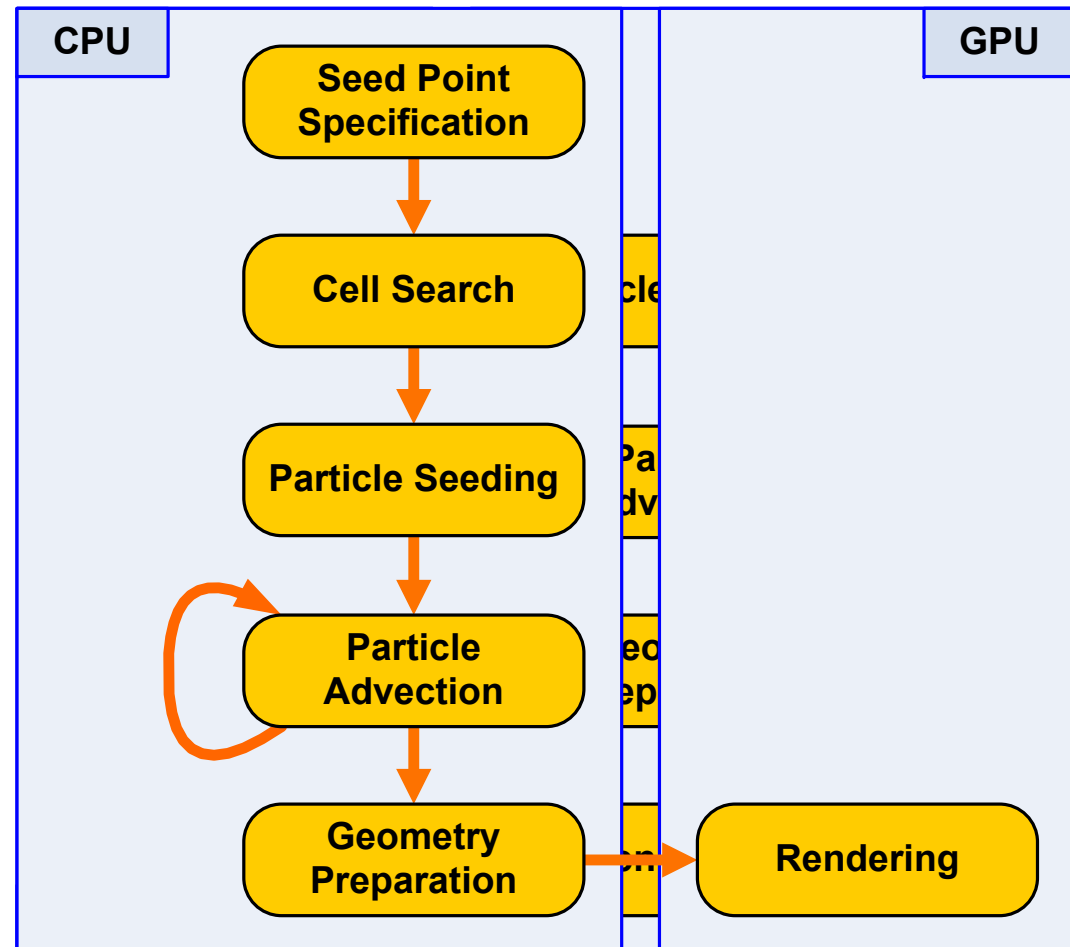 CPU
GPU
Seed Point
Specification
Cell Search
Particle Seeding
Particle
Advection
Geometry
Preparation
Rendering